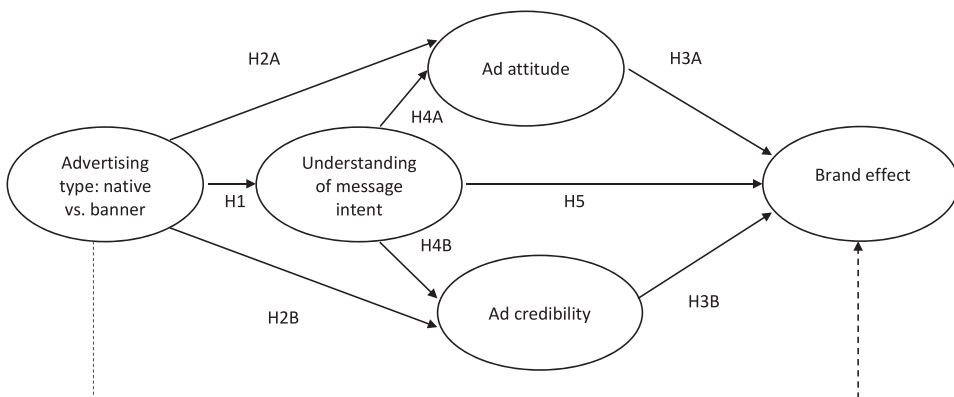 H2A
Ad attitude
H3A
H4A
Advertising
type: native
vs. banner
H1
Understanding
of message
intent
H5
Brand effect
H4B
H2B
Ad credibility
H3B